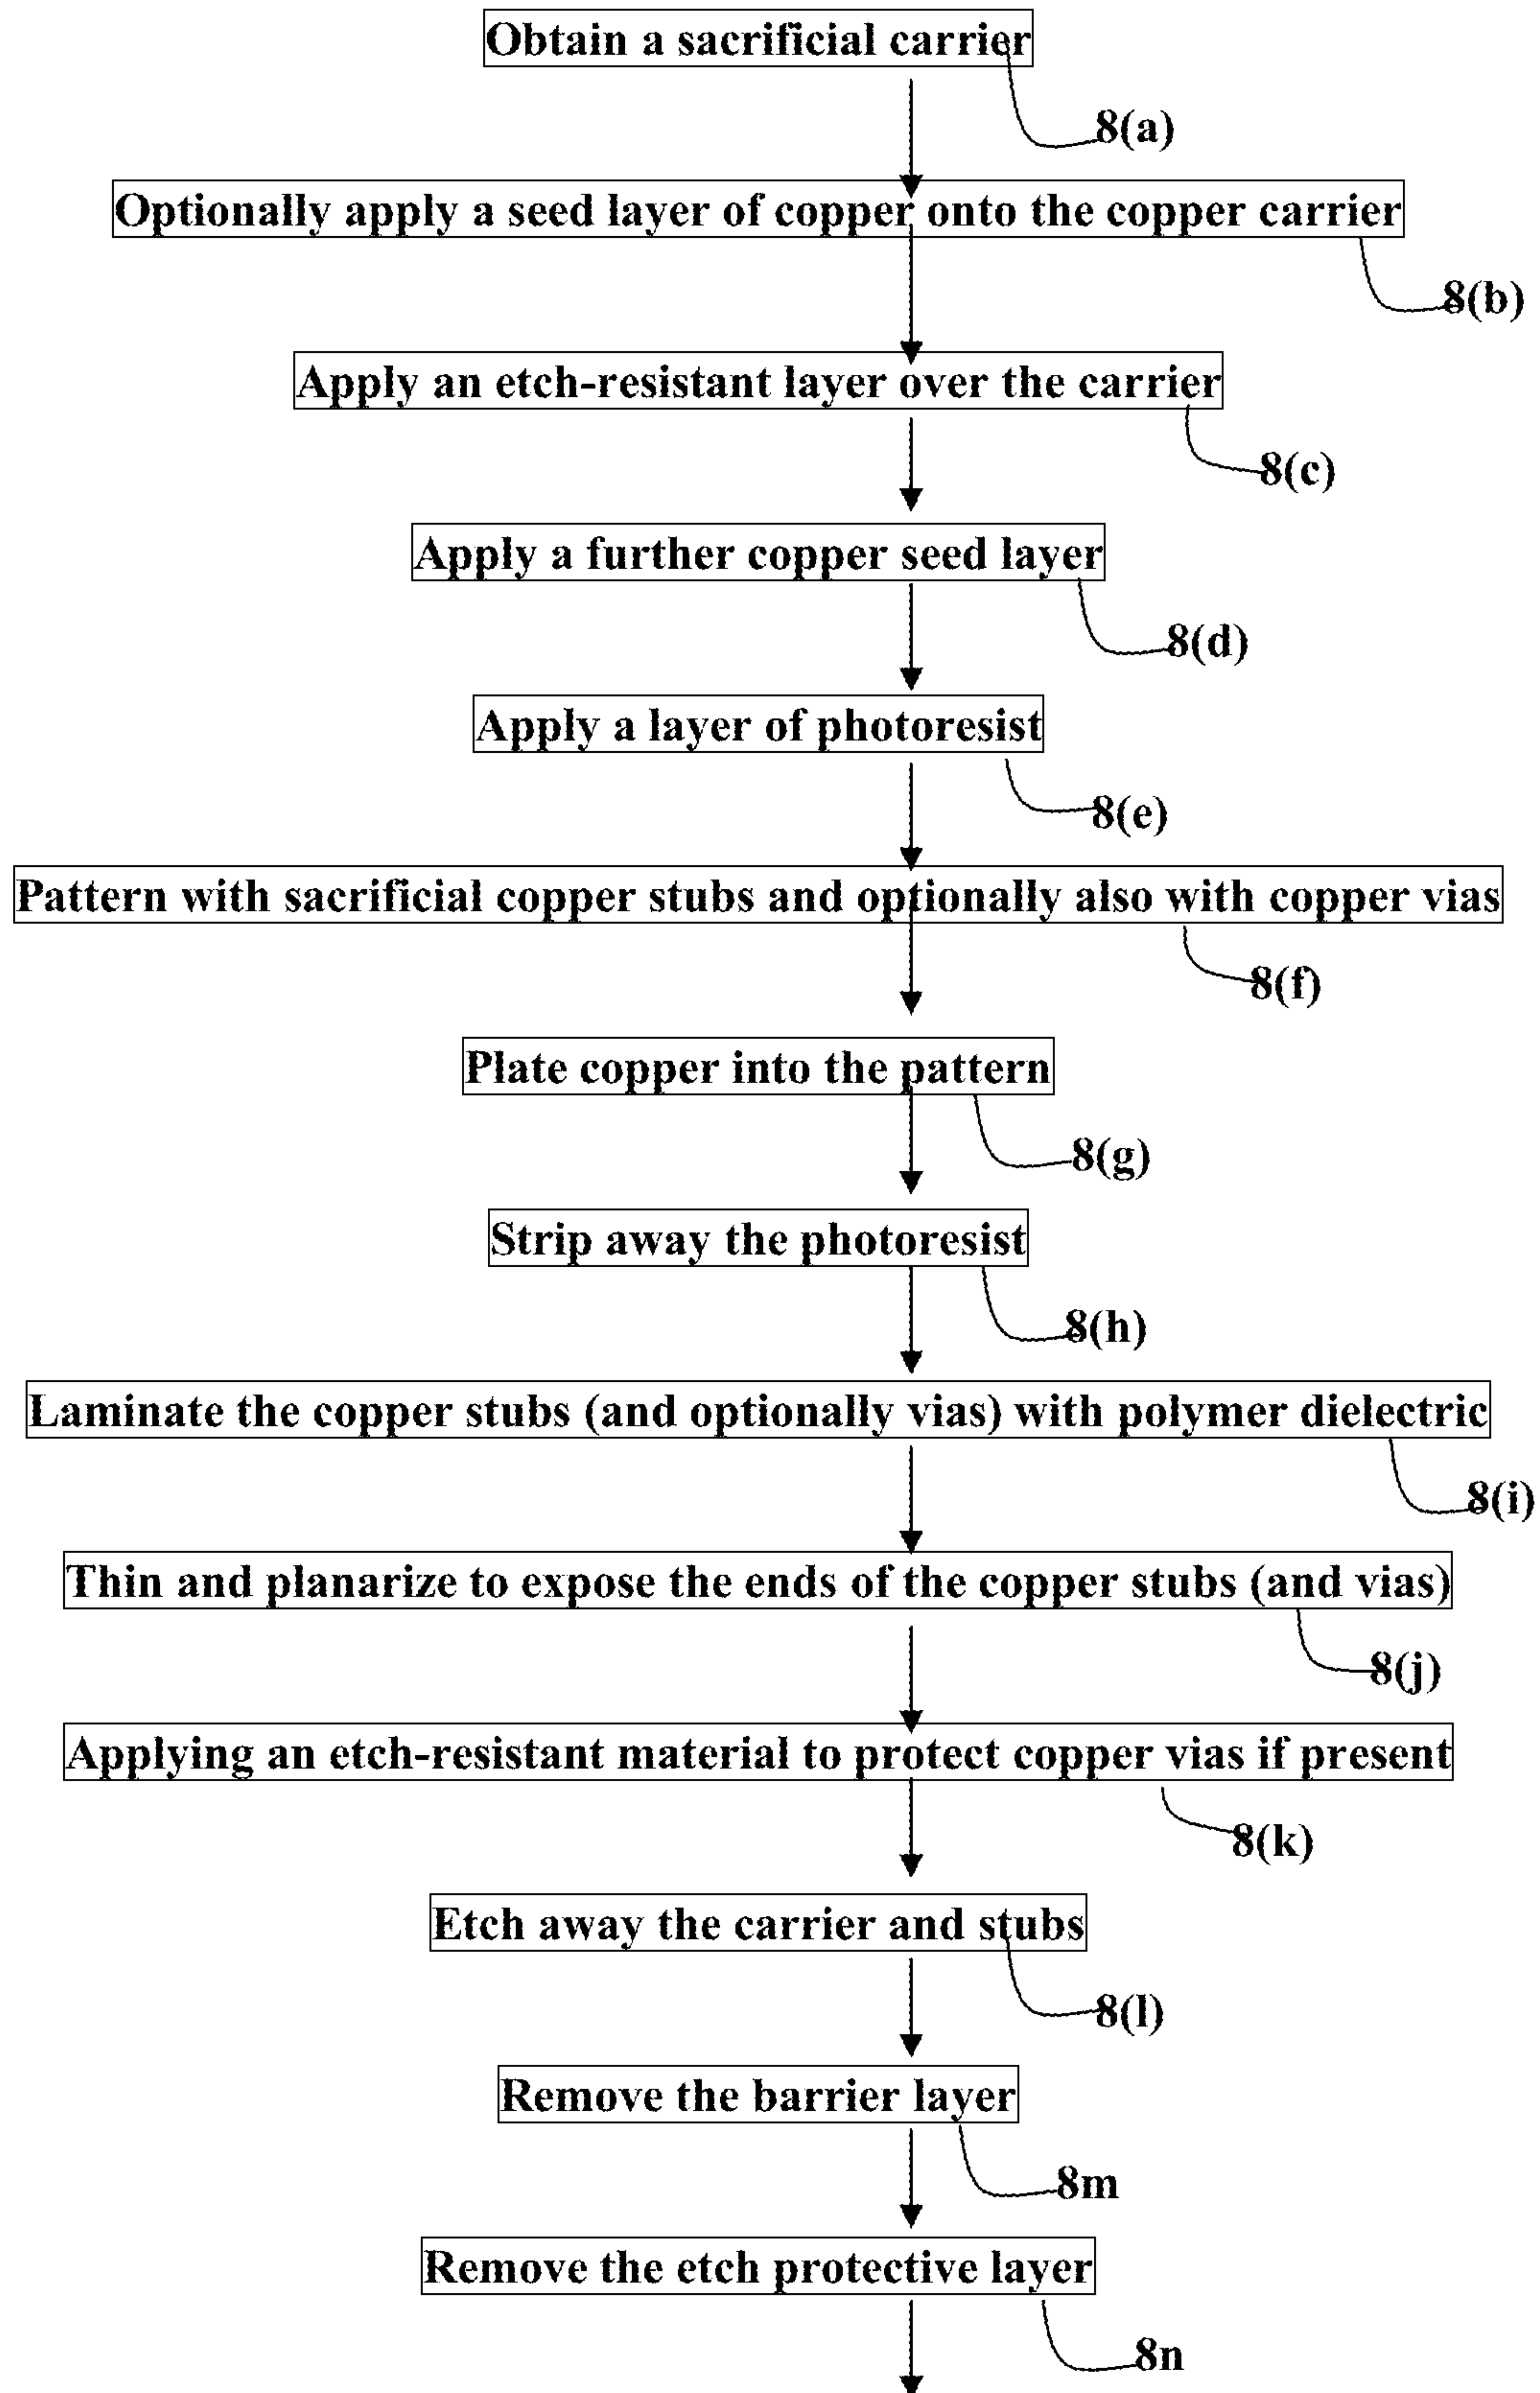 Obtain a sacrificial carrier
8(a)
Optionally apply a seed layer of copper onto the copper carrier
8(b)
Apply an etch-resistant layer over the carrier
8(c)
Apply a further copper seed layer
8(d)
Apply a layer of photoresist
8(e)
Pattern with sacrificial copper stubs and optionally also with copper vias
8(f)
Plate copper into the pattern
8(g)
Strip away the photoresist
8(h)
Laminate the copper stubs (and optionally vias) with polymer dielectric
8(i)
Thin and planarize to expose the ends of the copper stubs (and vias)
8(j)
Applying an etch-resistant material to protect copper vias if present
8(k)
Etch away the carrier and stubs
8(l)
Remove the barrier layer
8m
Remove the etch protective layer
8n